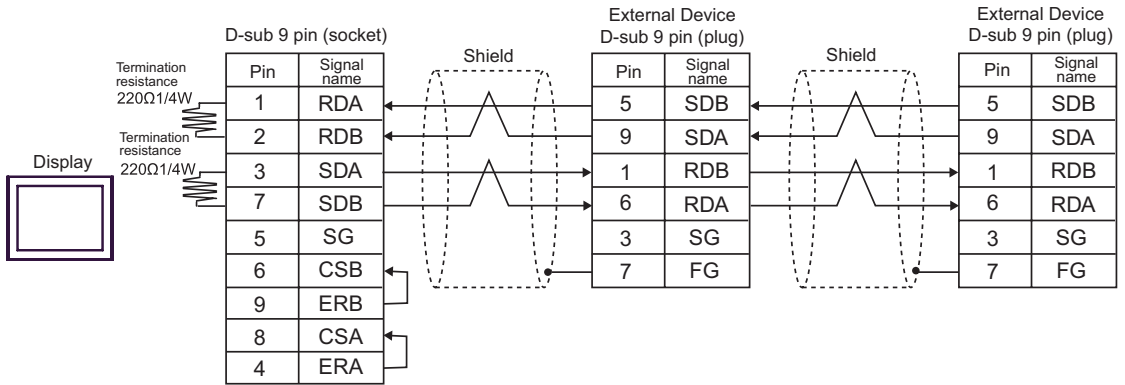 Display
Termination
resistance
220Ω1/4W
Termination
resistance
220Ω1/4W
D-sub 9 pin (socket)
Pin Signal name
1 RDA
2 RDB
3 SDA
7 SDB
5 SG
6 CSB
9 ERB
8 CSA
4 ERA
Shield
External Device
D-sub 9 pin (plug)
Pin Signal name
5 SDB
9 SDA
1 RDB
6 RDA
3 SG
7 FG
Shield
External Device
D-sub 9 pin (plug)
Pin Signal name
5 SDB
9 SDA
1 RDB
6 RDA
3 SG
7 FG